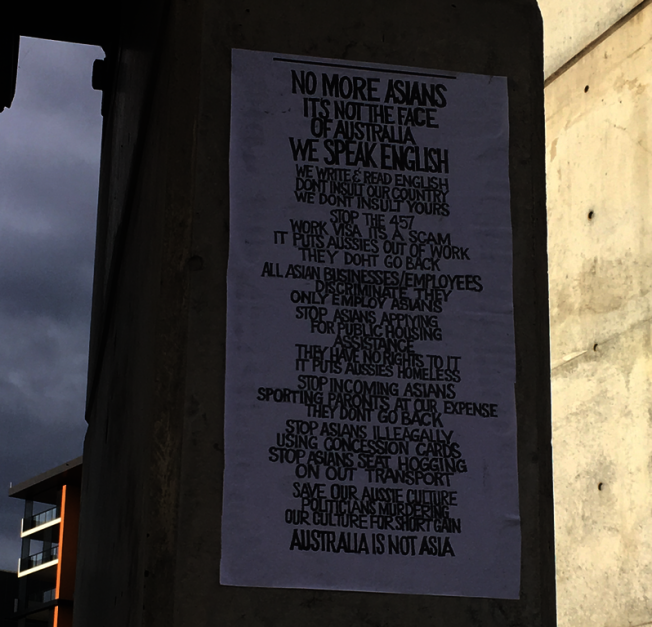 NO MORE ASIANS
ITS NOT THE FACE
OF AUSTRALIA
WE SPEAK ENGLISH
WE WRITE & READ ENGLISH
DONT INSULT OUR COUNTRY
WE DONT INSULT YOURS
STOP THE 457
WORK VISA ITS A SCAM
IT PUTS AUSSIES OUT OF WORK
THEY DOHT GO BACK
ALL ASIAN BUSINESSES/EMPLOYEES
DISCRIMINATE THEY
ONLY EMPLOY ASIANS
STOP ASIANS APPLYING
FOR PUBLIC HOUSING
ASSISTANCE
THEY HAVE NO RIGHTS TO IT
IT PUTS AUSSIES HOMELESS
STOP INCOMING ASIANS
SPORTING PARONTS AT OUR EXPENSE
THEY DONT GO BACK
STOP ASIANS ILLEAGALLY
USING CONCESSION CARDS
STOP ASIANS SEAT HOGGING
ON OUT TRANSPORT
SAVE OUR AUSSIE CULTURE
POLITICIANS MURDERING
OUR CULTURE FOR SHORT GAIN
AUSTRALIA IS NOT ASIA